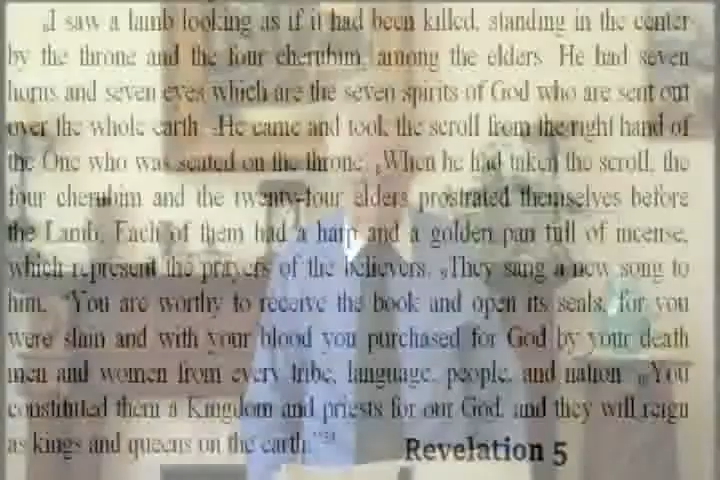 I saw a lamb looking as if it had been killed, standing in the center
by the throne and the four cherubim, among the elders. He had seven
horns and seven eyes which are the seven spirits of God who are sent out
over the whole earth. He came and took the scroll from the right hand of
the One who was seated on the throne. When he had taken the scroll, the
four cherubim and the twenty-four elders prostrated themselves before
the Lamb. Each of them had a harp and a golden pan full of incense,
which represent the prayers of the believers. They sang a new song to
him. "You are worthy to receive the book and open its seals, for you
were slain and with your blood you purchased for God by your death
men and women from every tribe, language, people, and nation. You
constituted them a Kingdom and priests for our God, and they will reign
as kings and queens on the earth."
Revelation 5